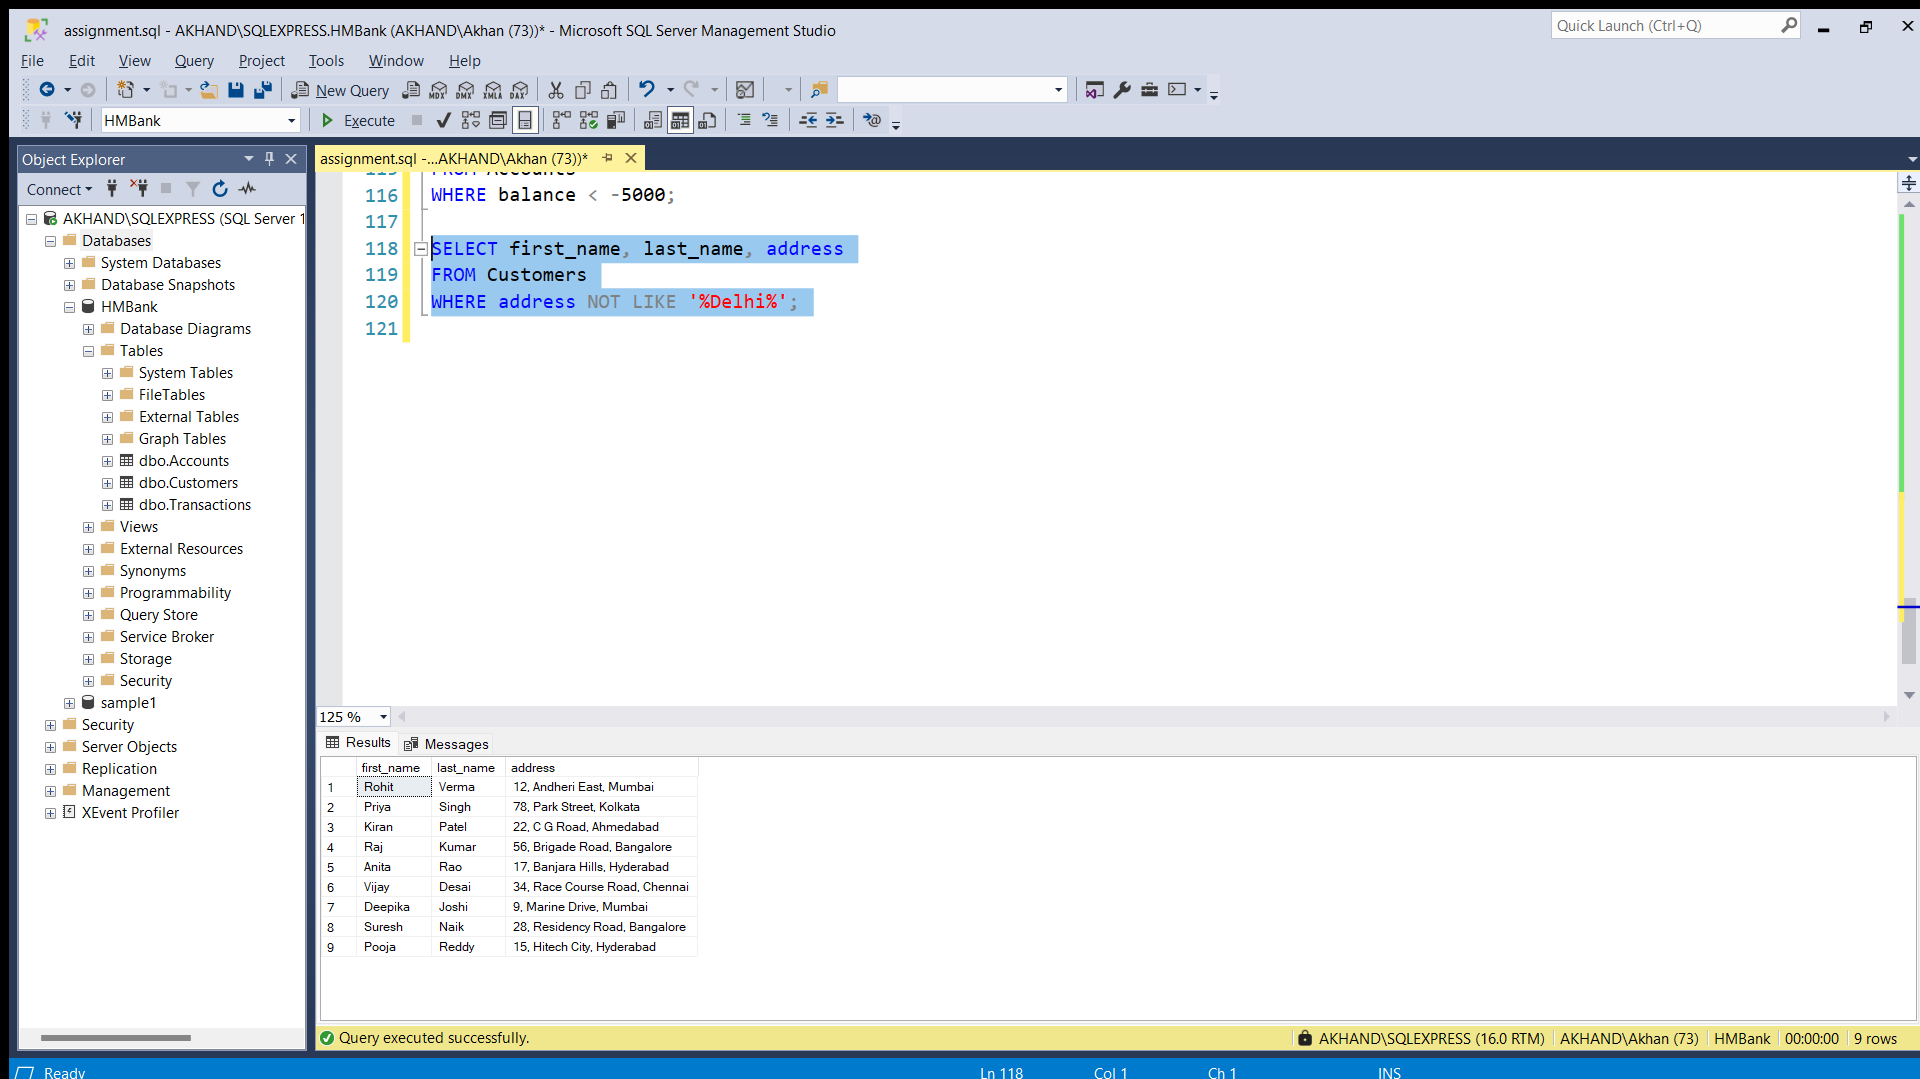 assignment.sql - AKHAND\SQLEXPRESS.HMBank (AKHAND\Akhan (73))* - Microsoft SQL Server Management Studio
Quick Launch (Ctrl+Q)
File Edit View Query Project Tools Window Help
New Query MDX DMX XMLA DAX
HMBank Execute
Object Explorer
assignment.sql -...AKHAND\Akhan (73))*
Connect
AKHAND\SQLEXPRESS (SQL Server 1
Databases
System Databases
Database Snapshots
HMBank
Database Diagrams
Tables
System Tables
FileTables
External Tables
Graph Tables
dbo.Accounts
dbo.Customers
dbo.Transactions
Views
External Resources
Synonyms
Programmability
Query Store
Service Broker
Storage
Security
sample1
Security
Server Objects
Replication
Management
XEvent Profiler
115 FROM Accounts
116 WHERE balance < -5000;
117
118 SELECT first_name, last_name, address
119 FROM Customers
120 WHERE address NOT LIKE '%Delhi%';
121
125 %
Results Messages
first_name last_name address
1 Rohit Verma 12, Andheri East, Mumbai
2 Priya Singh 78, Park Street, Kolkata
3 Kiran Patel 22, C G Road, Ahmedabad
4 Raj Kumar 56, Brigade Road, Bangalore
5 Anita Rao 17, Banjara Hills, Hyderabad
6 Vijay Desai 34, Race Course Road, Chennai
7 Deepika Joshi 9, Marine Drive, Mumbai
8 Suresh Naik 28, Residency Road, Bangalore
9 Pooja Reddy 15, Hitech City, Hyderabad
Query executed successfully. AKHAND\SQLEXPRESS (16.0 RTM) AKHAND\Akhan (73) HMBank 00:00:00 9 rows
Ready Ln 118 Col 1 Ch 1 INS